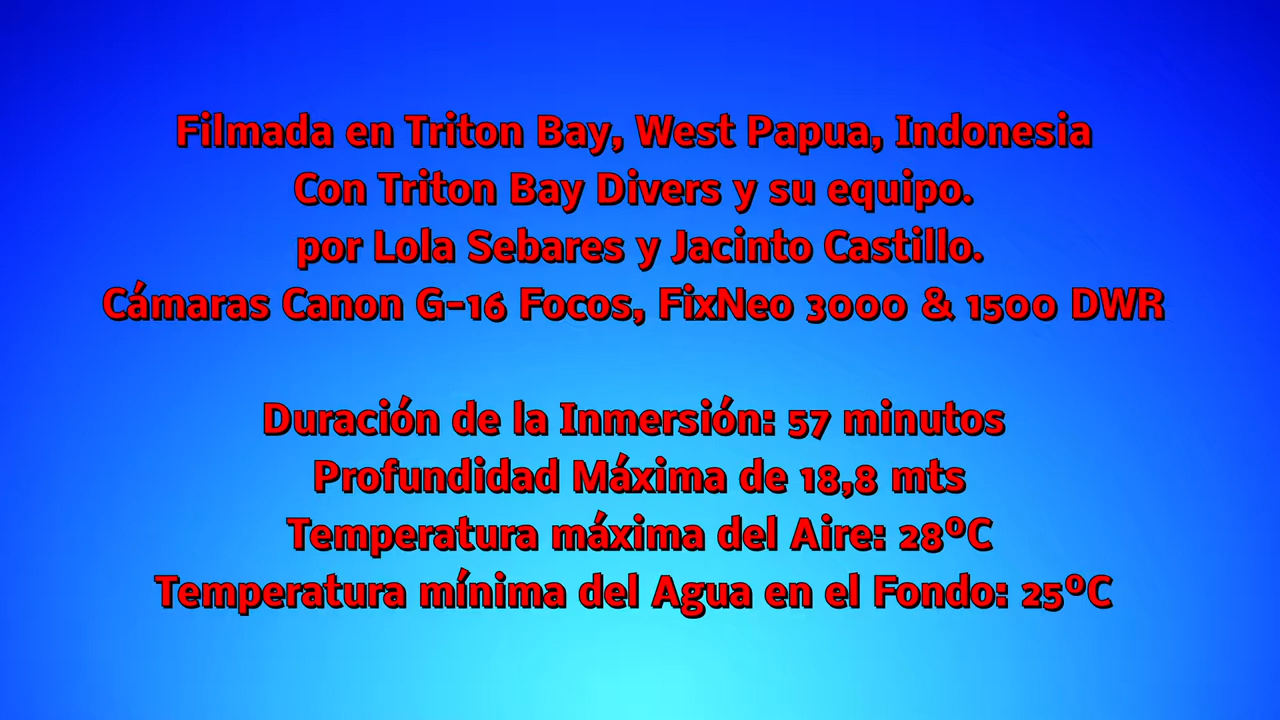 Filmada en Triton Bay, West Papua, Indonesia
Con Triton Bay Divers y su equipo.
por Lola Sebares y Jacinto Castillo.
Cámaras Canon G-16 Focos, FixNeo 3000 & 1500 DWR
Duración de la Inmersión: 57 minutos
Profundidad Máxima de 18,8 mts
Temperatura máxima del Aire: 28ºC
Temperatura mínima del Agua en el Fondo: 25ºC